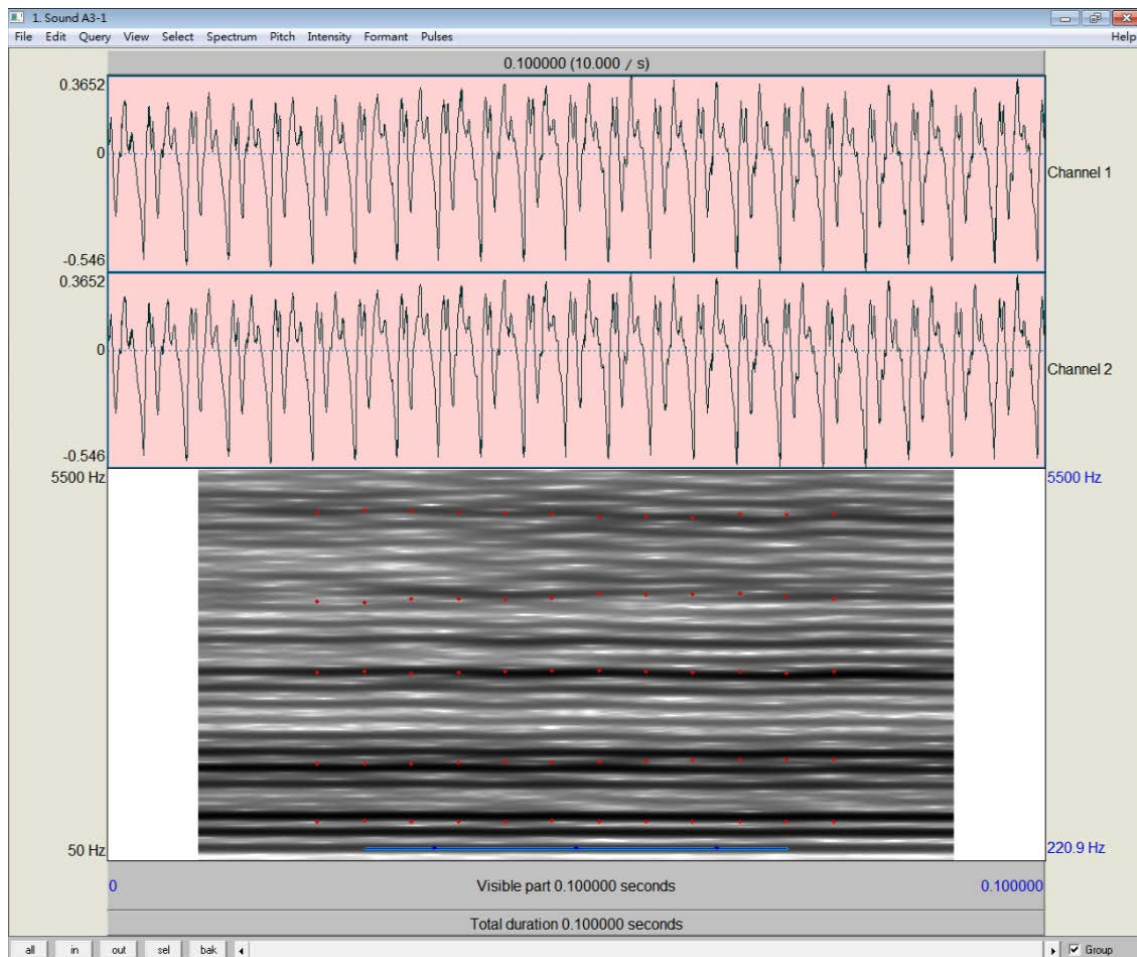 1. Sound A3-1
File Edit Query View Select Spectrum Pitch Intensity Formant Pulses Help
0.100000 (10.000 / s)
0.3652
0
Channel 1
-0.546
0.3652
0
Channel 2
-0.546
5500 Hz 5500 Hz
50 Hz 220.9 Hz
0 Visible part 0.100000 seconds 0.100000
Total duration 0.100000 seconds
all in out sel bak Group